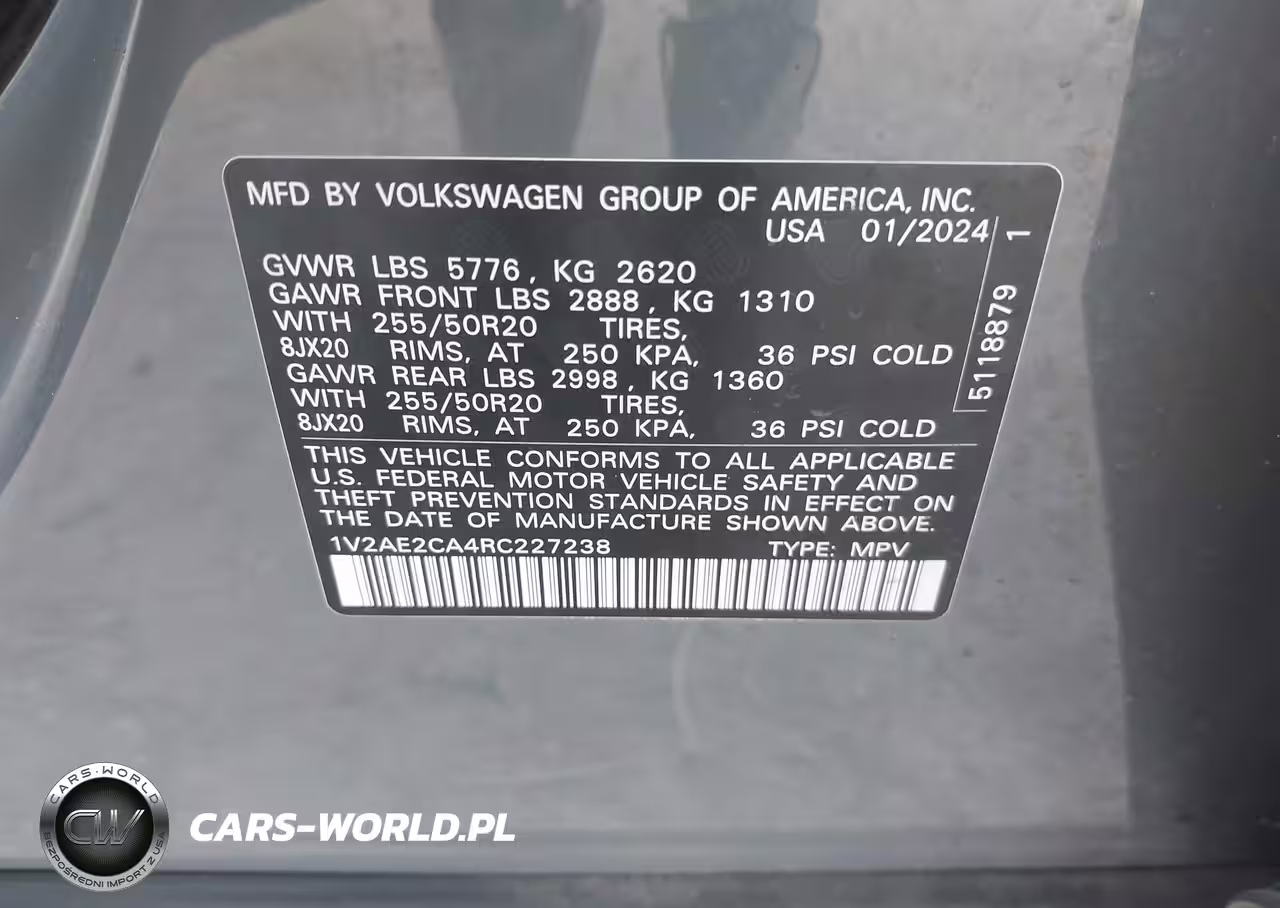 MFD BY VOLKSWAGEN GROUP OF AMERICA, INC.
USA 01/2024
GVWR LBS 5776, KG 2620
GAWR FRONT LBS 2888, KG 1310
WITH 255/50R20 TIRES,
8JX20 RIMS, AT 250 KPA, 36 PSI COLD
GAWR REAR LBS 2998, KG 1360
WITH 255/50R20 TIRES,
8JX20 RIMS, AT 250 KPA, 36 PSI COLD
5118879 1
THIS VEHICLE CONFORMS TO ALL APPLICABLE
U.S. FEDERAL MOTOR VEHICLE SAFETY AND
THEFT PREVENTION STANDARDS IN EFFECT ON
THE DATE OF MANUFACTURE SHOWN ABOVE.
1V2AE2CA4RC227238 TYPE: MPV
CARS-WORLD
CW
BEZPOŚREDNI IMPORT Z USA
CARS-WORLD.PL